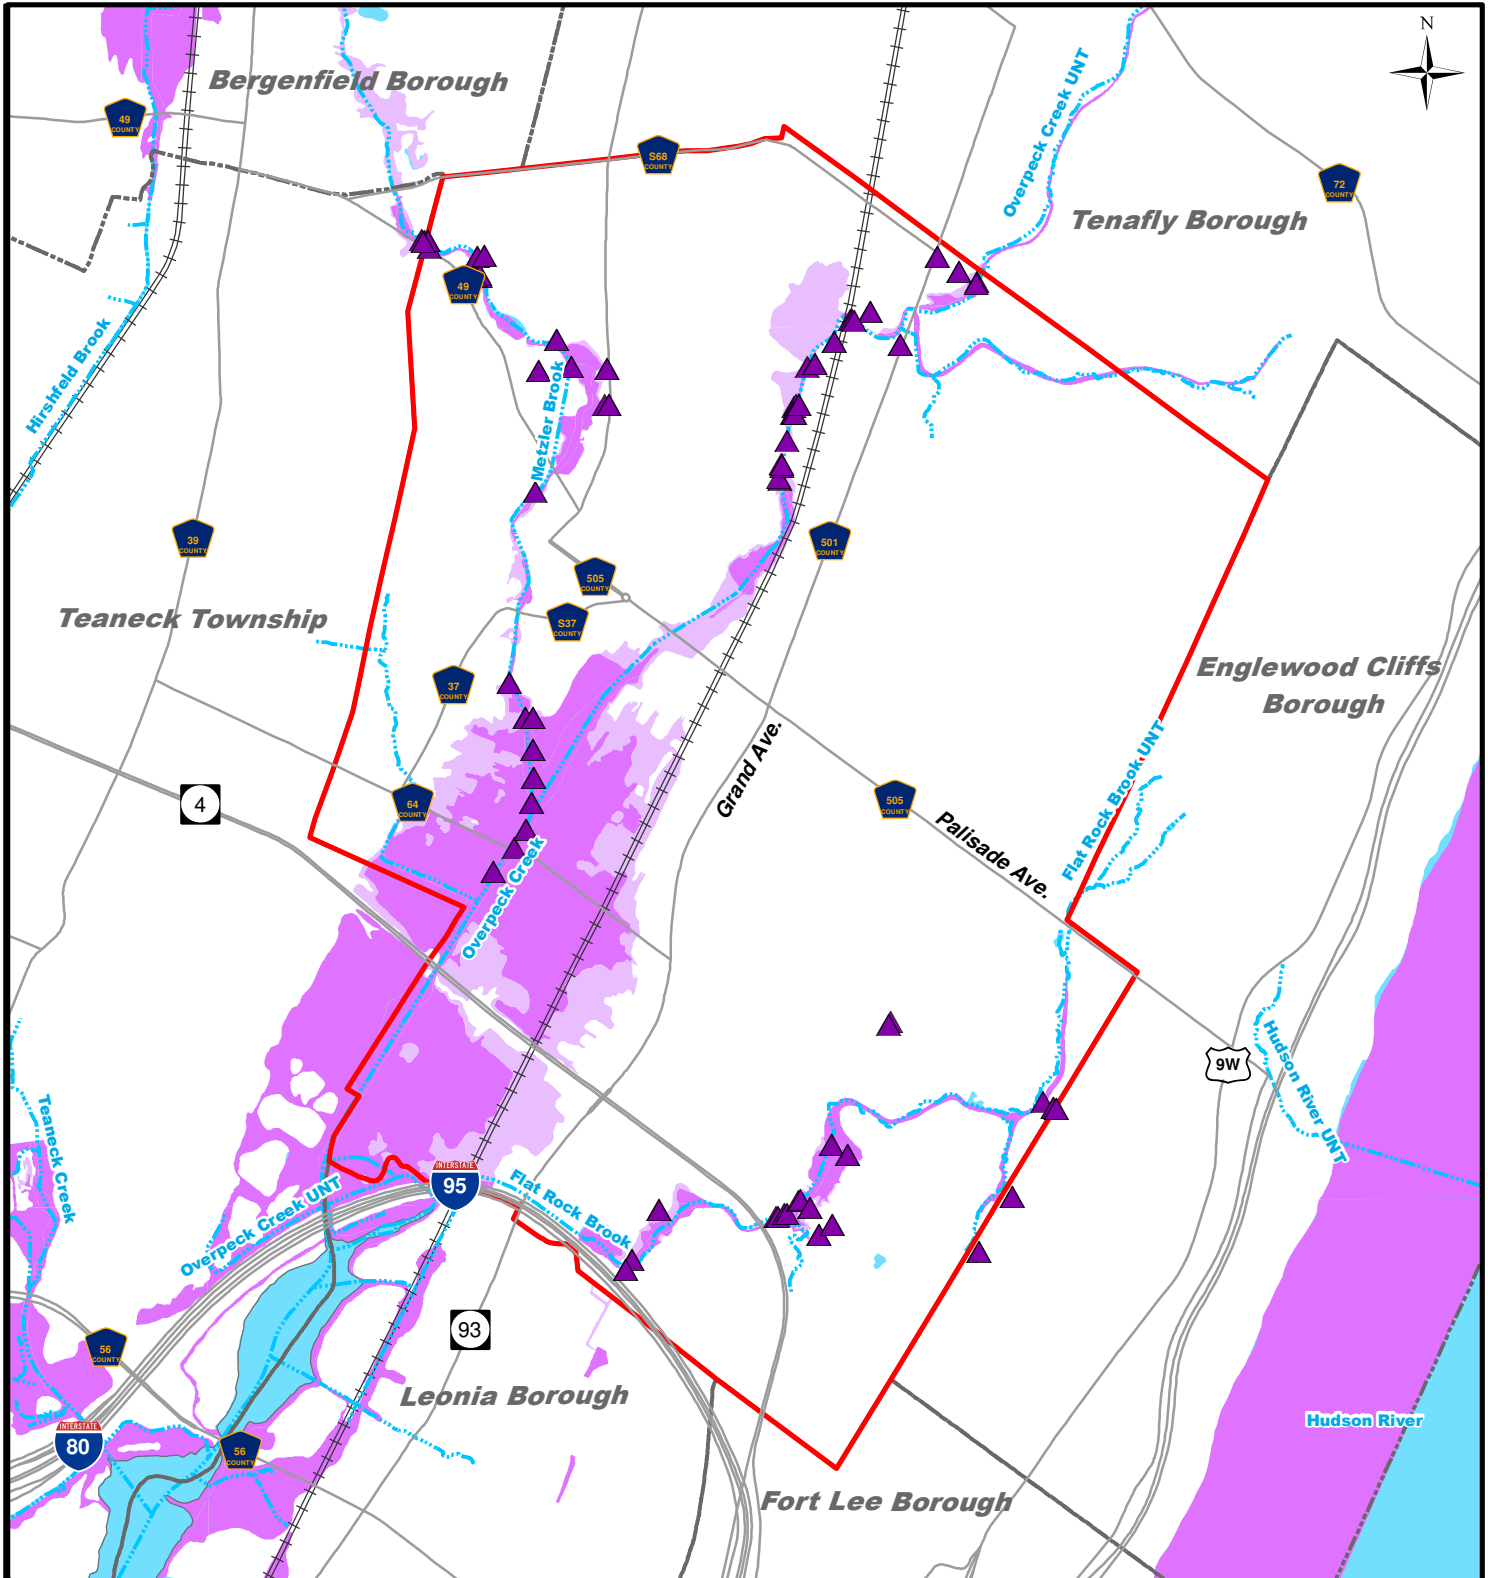 N
Bergenfield Borough
Overpeck Creek UNT
49
COUNTY
S68
COUNTY
72
COUNTY
Tenafly Borough
49
COUNTY
Hirshfeld Brook
Metzler Brook
39
COUNTY
501
COUNTY
505
COUNTY
S37
COUNTY
Teaneck Township
37
COUNTY
Englewood Cliffs
Borough
Grand Ave.
Flat Rock Brook UNT
4
64
COUNTY
505
COUNTY
Palisade Ave.
Overpeck Creek
9W
Hudson River UNT
Teaneck Creek
INTERSTATE
95
Overpeck Creek UNT
Flat Rock Brook
93
56
COUNTY
Leonia Borough
Hudson River
INTERSTATE
80
56
COUNTY
Fort Lee Borough